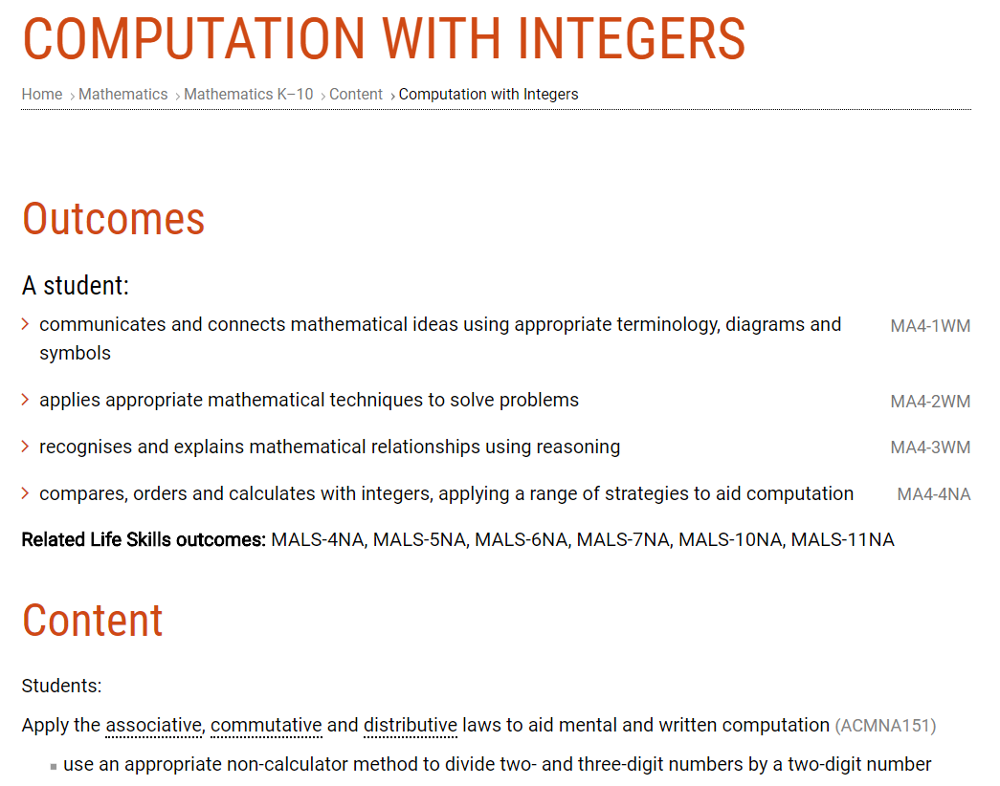 COMPUTATION WITH INTEGERS
Home › Mathematics › Mathematics K–10 › Content › Computation with Integers
Outcomes
A student:
› communicates and connects mathematical ideas using appropriate terminology, diagrams and MA4-1WM
symbols
› applies appropriate mathematical techniques to solve problems MA4-2WM
› recognises and explains mathematical relationships using reasoning MA4-3WM
› compares, orders and calculates with integers, applying a range of strategies to aid computation MA4-4NA
Related Life Skills outcomes: MALS-4NA, MALS-5NA, MALS-6NA, MALS-7NA, MALS-10NA, MALS-11NA
Content
Students:
Apply the associative, commutative and distributive laws to aid mental and written computation (ACMNA151)
▪ use an appropriate non-calculator method to divide two- and three-digit numbers by a two-digit number